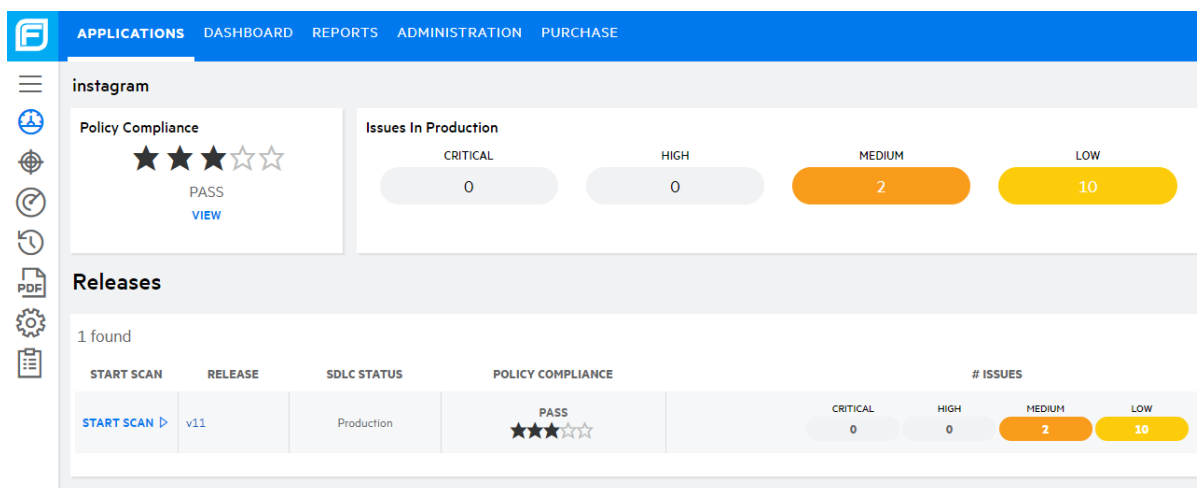 APPLICATIONS DASHBOARD REPORTS ADMINISTRATION PURCHASE
instagram
Policy Compliance
PASS
VIEW
Issues In Production
CRITICAL HIGH MEDIUM LOW
0 0 2 10
PDF
Releases
1 found
START SCAN RELEASE SDLC STATUS POLICY COMPLIANCE # ISSUES
START SCAN v11 Production PASS
CRITICAL HIGH MEDIUM LOW
0 0 2 10